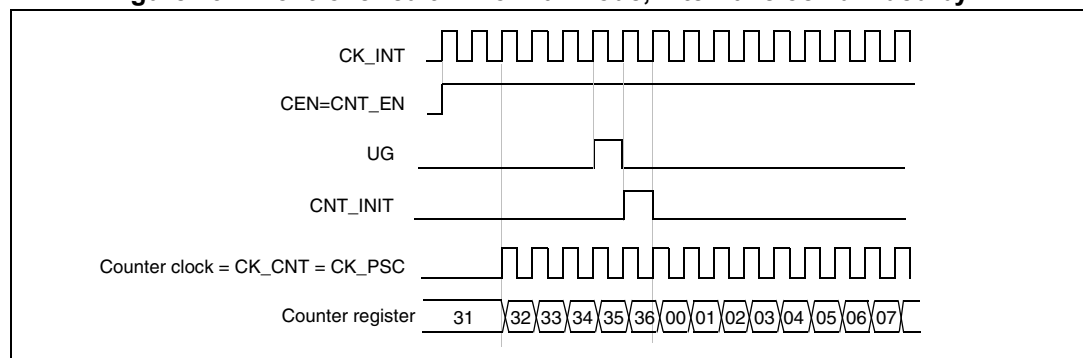 CK_INT
CEN=CNT_EN
UG
CNT_INIT
Counter clock = CK_CNT = CK_PSC
Counter register 31 32 33 34 35 36 00 01 02 03 04 05 06 07